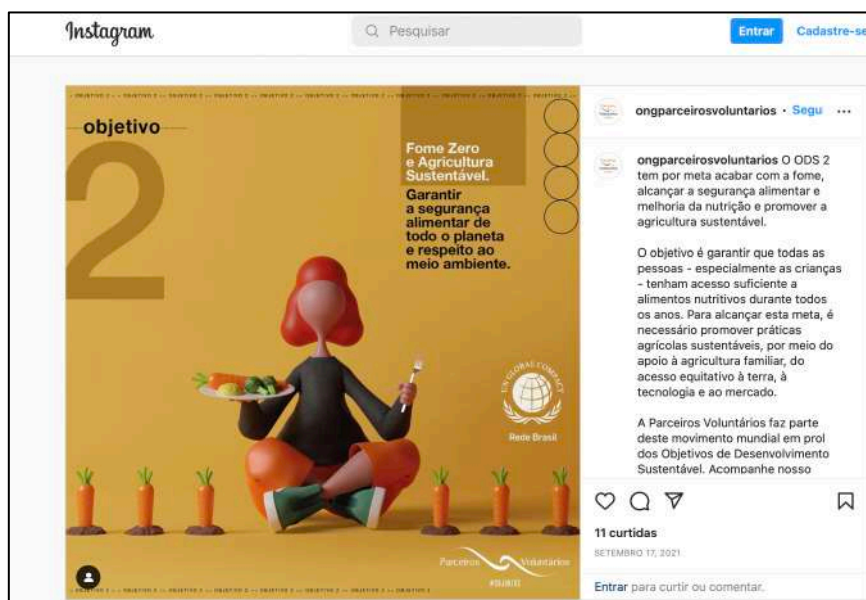 Instagram
Pesquisar
Entrar
Cadastre-se
objetivo
2
Fome Zero
e Agricultura
Sustentável.
Garantir
a segurança
alimentar de
todo o planeta
e respeito ao
meio ambiente.
UN GLOBAL COMPACT
Rede Brasil
Parceiros Voluntários
ongparceirosvoluntarios • Segu ...
ongparceirosvoluntarios O ODS 2
tem por meta acabar com a fome,
alcançar a segurança alimentar e
melhoria da nutrição e promover a
agricultura sustentável.
O objetivo é garantir que todas as
pessoas - especialmente as crianças
- tenham acesso suficiente a
alimentos nutritivos durante todos
os anos. Para alcançar esta meta, é
necessário promover práticas
agrícolas sustentáveis, por meio do
apoio à agricultura familiar, do
acesso equitativo à terra, à
tecnologia e ao mercado.
A Parceiros Voluntários faz parte
deste movimento mundial em prol
dos Objetivos de Desenvolvimento
Sustentável. Acompanhe nosso
11 curtidas
SETEMBRO 17, 2021
Entrar para curtir ou comentar.